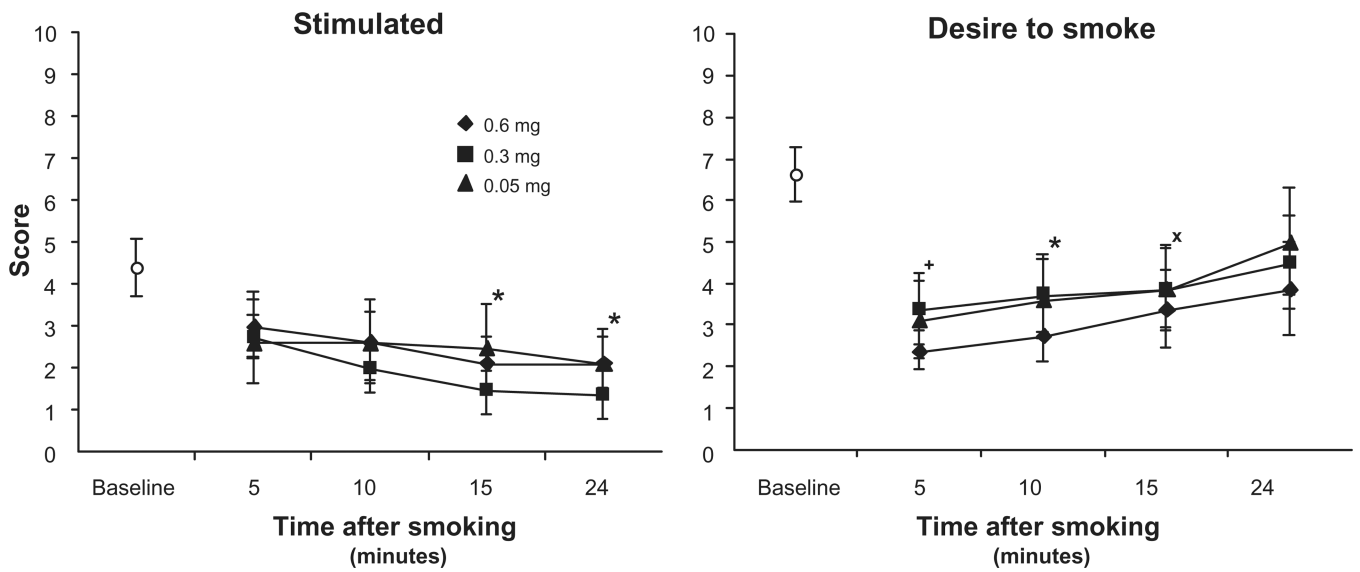 Stimulated
10
9
8
7
6
5
4
3
2
1
0
Score
0.6 mg
0.3 mg
0.05 mg
*
*
Baseline
5
10
15
24
Time after smoking
(minutes)
Desire to smoke
10
9
8
7
6
5
4
3
2
1
0
+
*
x
Baseline
5
10
15
24
Time after smoking
(minutes)